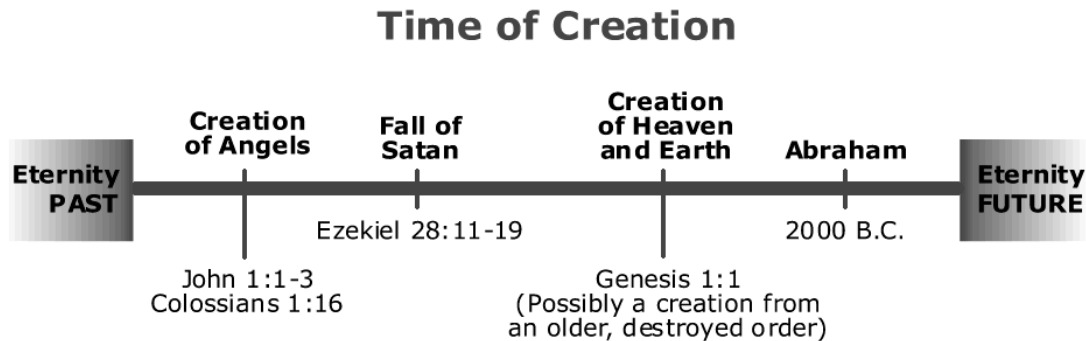 Time of Creation
Creation
of Angels
Fall of
Satan
Creation
of Heaven
and Earth
Abraham
Eternity
PAST
Eternity
FUTURE
Ezekiel 28:11-19
2000 B.C.
John 1:1-3
Colossians 1:16
Genesis 1:1
(Possibly a creation from
an older, destroyed order)